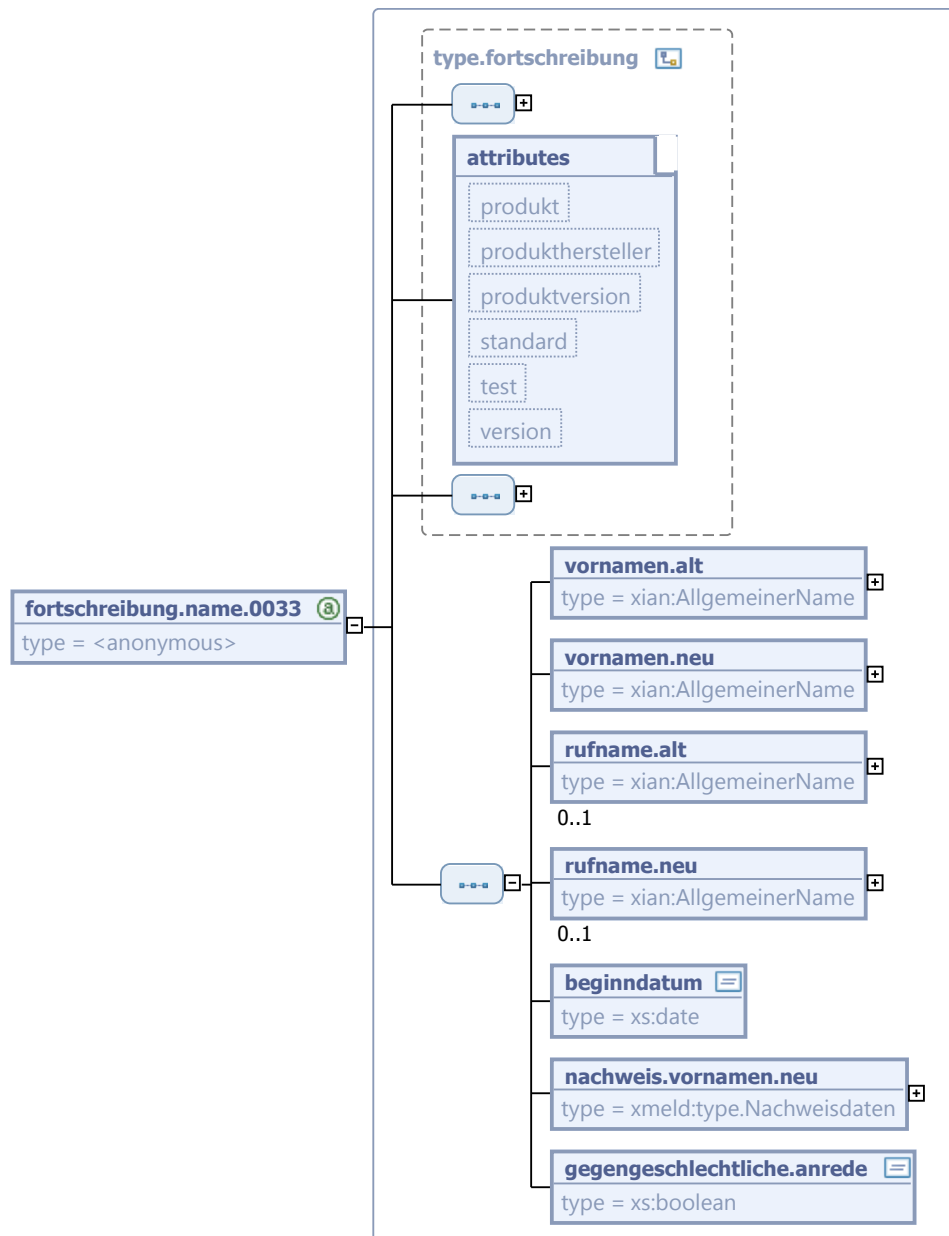 type.fortschreibung
attributes
produkt
produkthersteller
produktversion
standard
test
version
fortschreibung.name.0033 a
type = <anonymous>
vornamen.alt
type = xian:AllgemeinerName
vornamen.neu
type = xian:AllgemeinerName
rufname.alt
type = xian:AllgemeinerName
0..1
rufname.neu
type = xian:AllgemeinerName
0..1
beginndatum
type = xs:date
nachweis.vornamen.neu
type = xmeld:type.Nachweisdaten
gegengeschlechtliche.anrede
type = xs:boolean